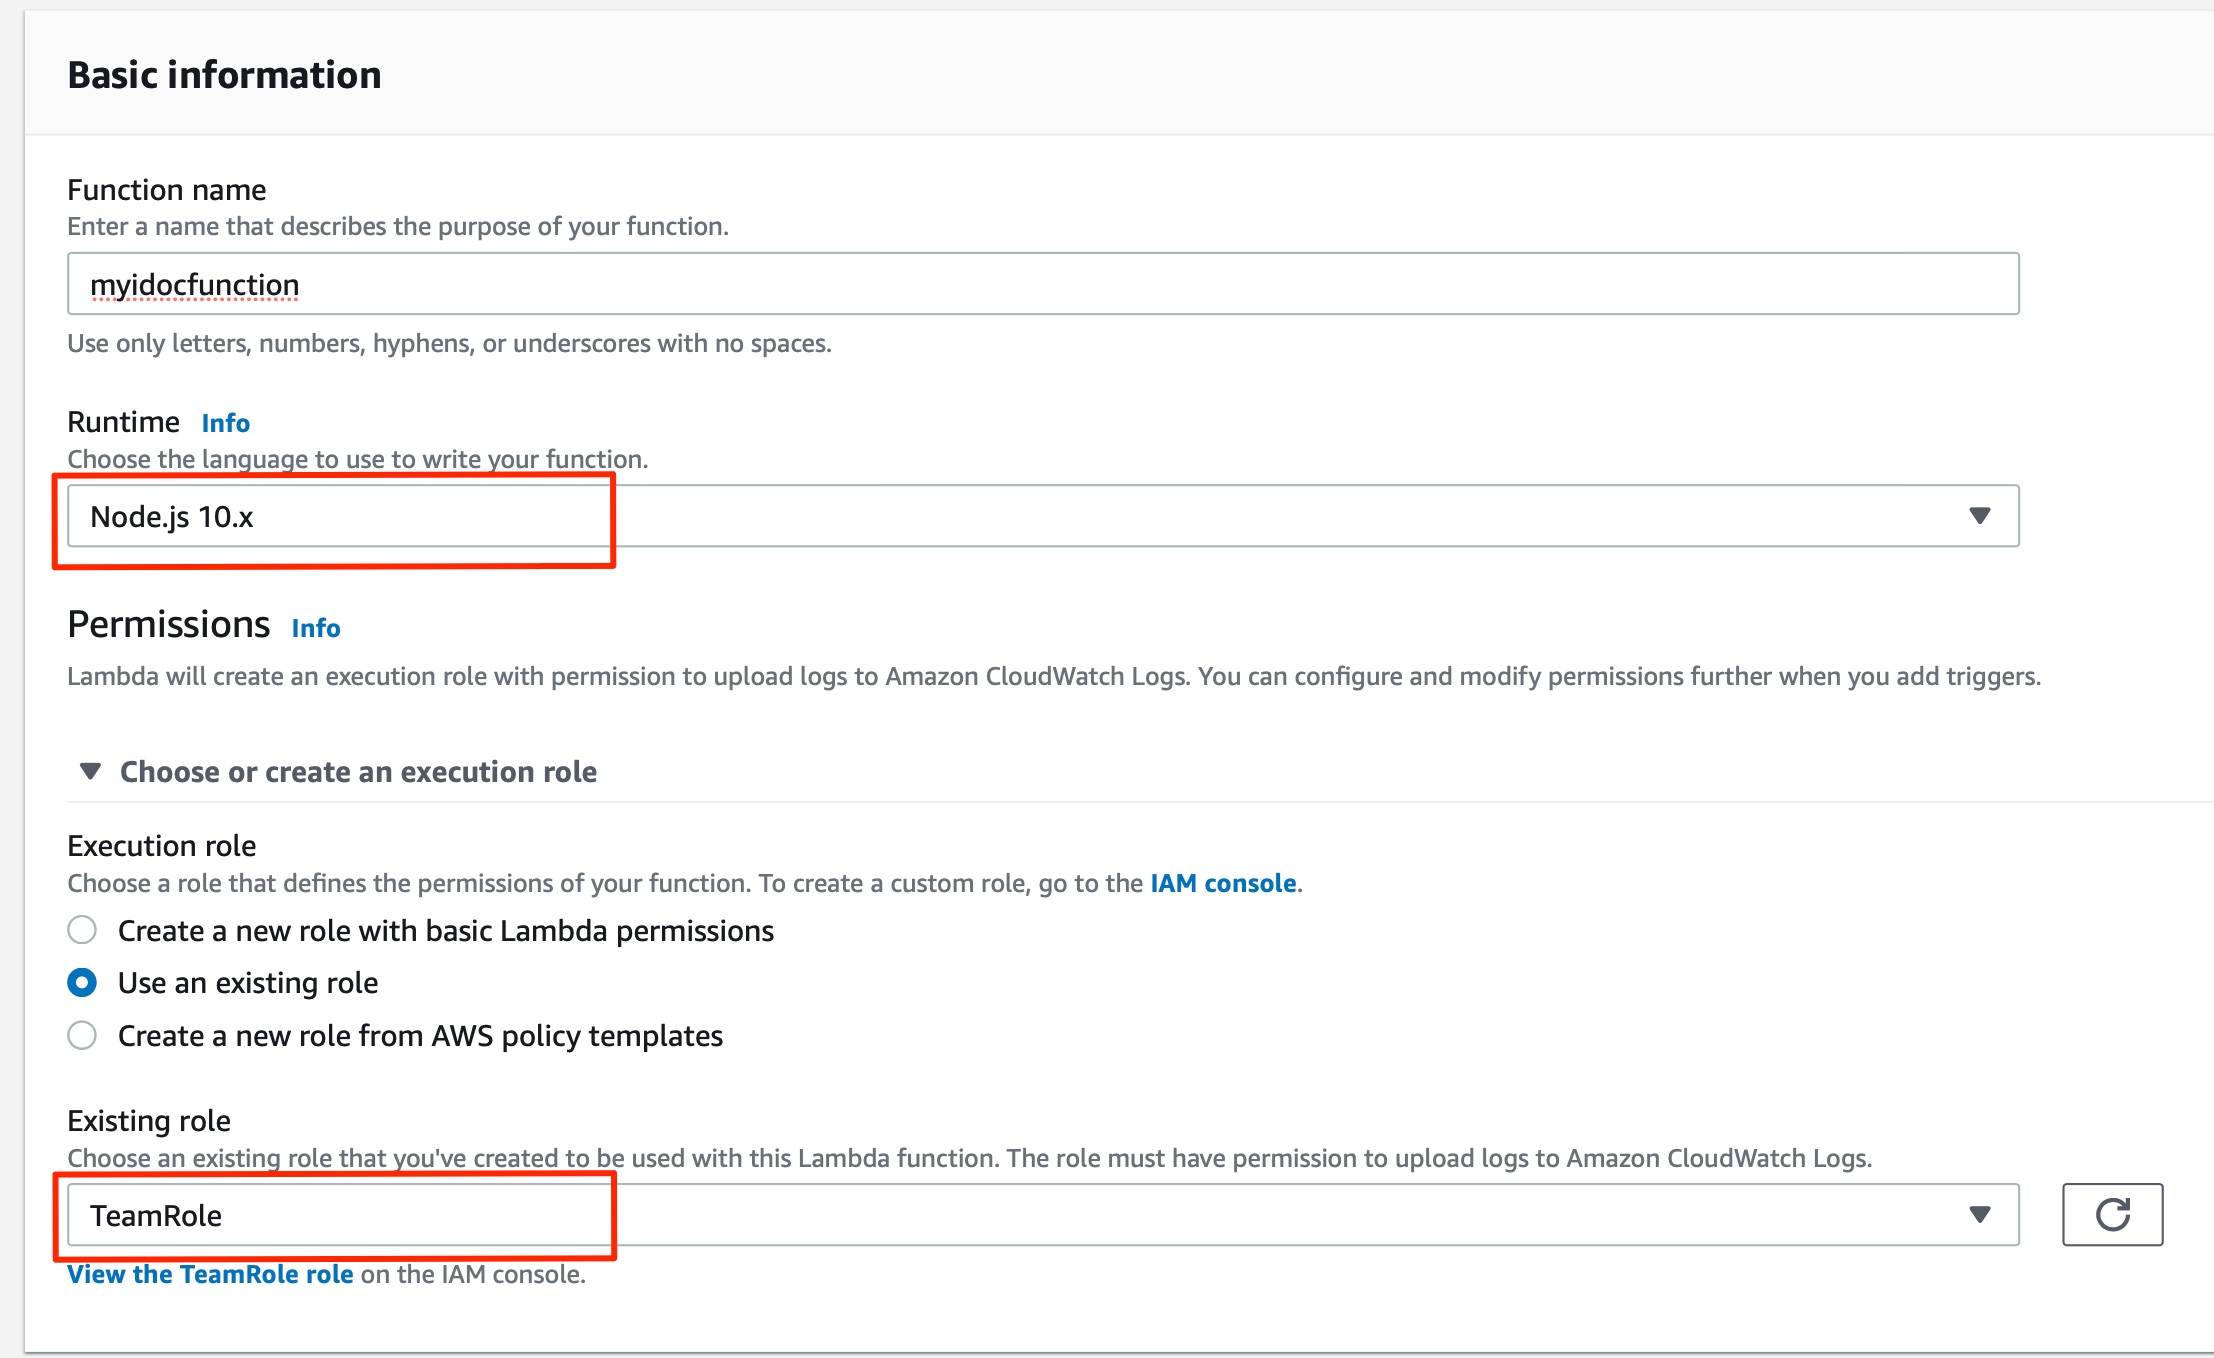 Basic information
Function name
Enter a name that describes the purpose of your function.
myidocfunction
Use only letters, numbers, hyphens, or underscores with no spaces.
Runtime Info
Choose the language to use to write your function.
Node.js 10.x
Permissions Info
Lambda will create an execution role with permission to upload logs to Amazon CloudWatch Logs. You can configure and modify permissions further when you add triggers.
Choose or create an execution role
Execution role
Choose a role that defines the permissions of your function. To create a custom role, go to the IAM console.
Create a new role with basic Lambda permissions
Use an existing role
Create a new role from AWS policy templates
Existing role
Choose an existing role that you've created to be used with this Lambda function. The role must have permission to upload logs to Amazon CloudWatch Logs.
TeamRole
View the TeamRole role on the IAM console.